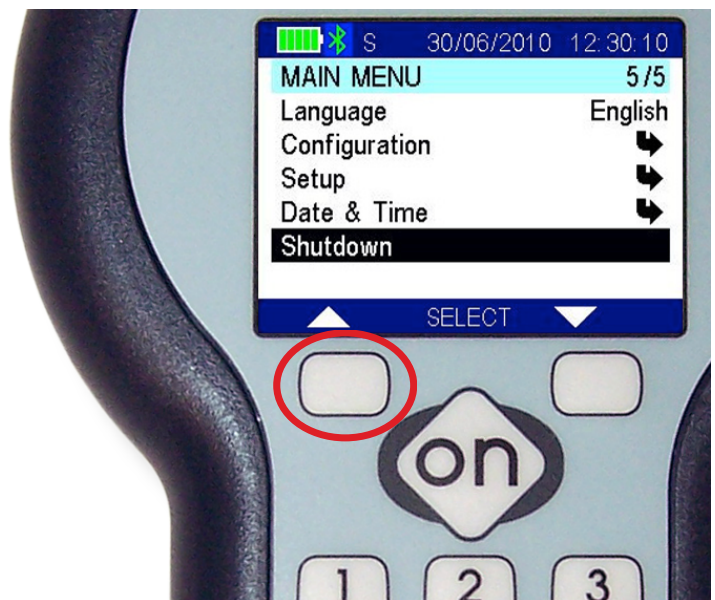 S 30/06/2010 12:30:10
MAIN MENU 5/5
Language English
Configuration
Setup
Date & Time
Shutdown
SELECT
on
1 2 3